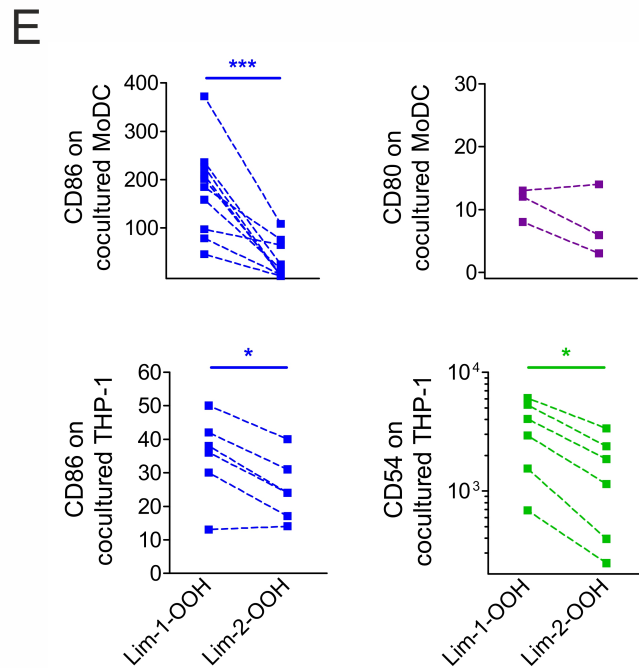 E
***
CD86 on
cocultured MoDC
400
300
200
100
CD80 on
cocultured MoDC
30
20
10
0
*
CD86 on
cocultured THP-1
60
50
40
30
20
10
0
Lim-1-OOH
Lim-2-OOH
*
CD54 on
cocultured THP-1
10⁴
10³
Lim-1-OOH
Lim-2-OOH